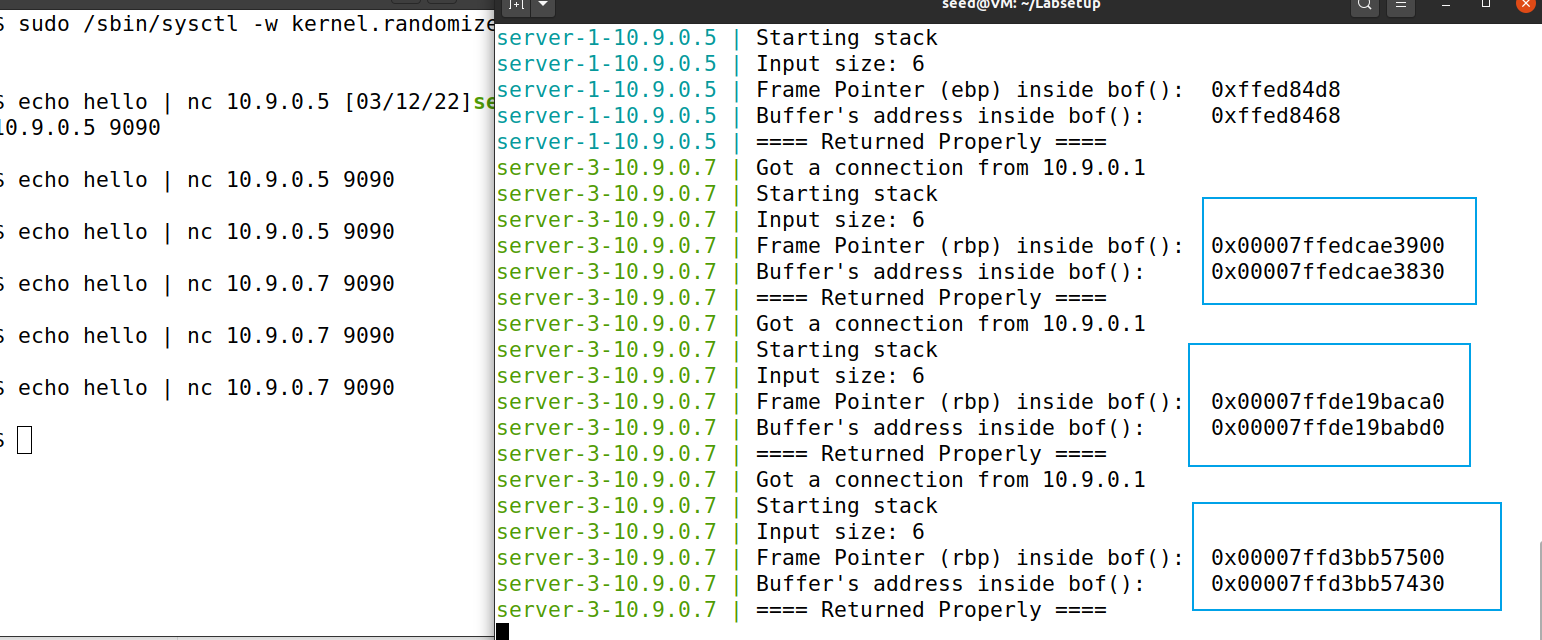 $ sudo /sbin/sysctl -w kernel.randomize
$ echo hello | nc 10.9.0.5 [03/12/22]se
10.9.0.5 9090
$ echo hello | nc 10.9.0.5 9090
$ echo hello | nc 10.9.0.5 9090
$ echo hello | nc 10.9.0.7 9090
$ echo hello | nc 10.9.0.7 9090
$ echo hello | nc 10.9.0.7 9090
$
seed@VM: ~/Labsetup
server-1-10.9.0.5 | Starting stack
server-1-10.9.0.5 | Input size: 6
server-1-10.9.0.5 | Frame Pointer (ebp) inside bof():  0xffed84d8
server-1-10.9.0.5 | Buffer's address inside bof():     0xffed8468
server-1-10.9.0.5 | ==== Returned Properly ====
server-3-10.9.0.7 | Got a connection from 10.9.0.1
server-3-10.9.0.7 | Starting stack
server-3-10.9.0.7 | Input size: 6
server-3-10.9.0.7 | Frame Pointer (rbp) inside bof():  0x00007ffedcae3900
server-3-10.9.0.7 | Buffer's address inside bof():     0x00007ffedcae3830
server-3-10.9.0.7 | ==== Returned Properly ====
server-3-10.9.0.7 | Got a connection from 10.9.0.1
server-3-10.9.0.7 | Starting stack
server-3-10.9.0.7 | Input size: 6
server-3-10.9.0.7 | Frame Pointer (rbp) inside bof():  0x00007ffde19baca0
server-3-10.9.0.7 | Buffer's address inside bof():     0x00007ffde19babd0
server-3-10.9.0.7 | ==== Returned Properly ====
server-3-10.9.0.7 | Got a connection from 10.9.0.1
server-3-10.9.0.7 | Starting stack
server-3-10.9.0.7 | Input size: 6
server-3-10.9.0.7 | Frame Pointer (rbp) inside bof():  0x00007ffd3bb57500
server-3-10.9.0.7 | Buffer's address inside bof():     0x00007ffd3bb57430
server-3-10.9.0.7 | ==== Returned Properly ====